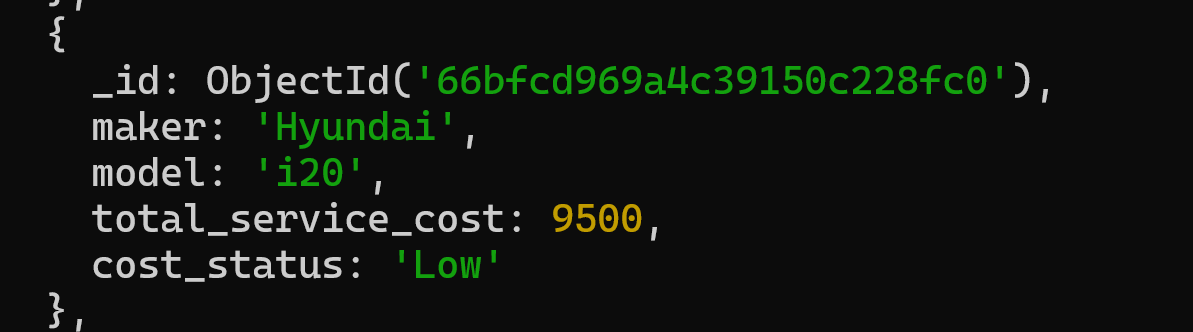 },
{
_id: ObjectId('66bfcd969a4c39150c228fc0'),
maker: 'Hyundai',
model: 'i20',
total_service_cost: 9500,
cost_status: 'Low'
},